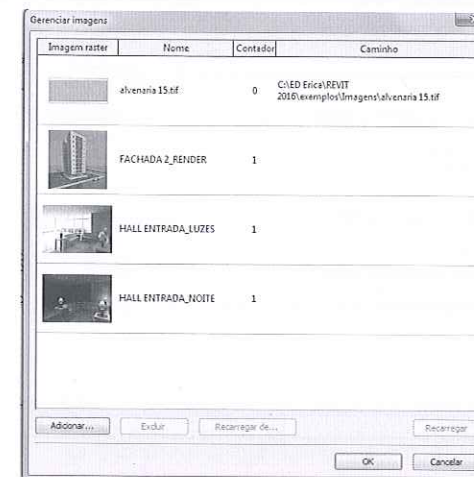 Gerenciar imagens
Imagem raster Nome Contador Caminho
alvenaria 15.tif 0 C:\ED Erica\REVIT
2016\exemplos\Imagens\alvenaria 15.tif
FACHADA 2_RENDER 1
HALL ENTRADA_LUZES 1
HALL ENTRADA_NOITE 1
Adicionar... Excluir Recarregar de... Recarregar
OK Cancelar